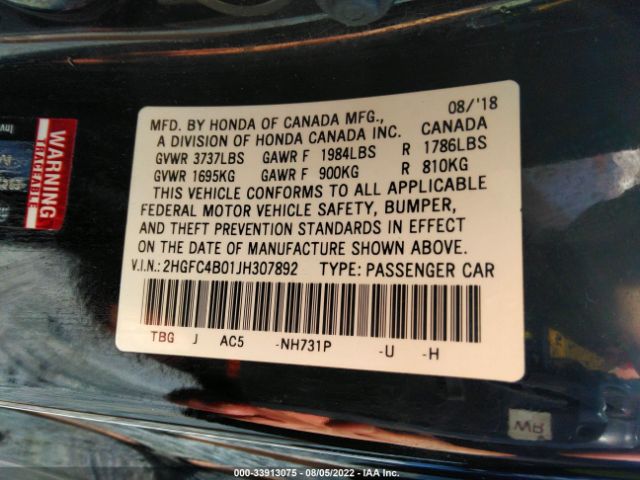 08/'18
MFD. BY HONDA OF CANADA MFG.,
A DIVISION OF HONDA CANADA INC. CANADA
GVWR 3737LBS GAWR F 1984LBS R 1786LBS
GVWR 1695KG GAWR F 900KG R 810KG
THIS VEHICLE CONFORMS TO ALL APPLICABLE
FEDERAL MOTOR VEHICLE SAFETY, BUMPER,
AND THEFT PREVENTION STANDARDS IN EFFECT
ON THE DATE OF MANUFACTURE SHOWN ABOVE.
V.I.N.: 2HGFC4B01JH307892 TYPE: PASSENGER CAR
TBG J AC5 -NH731P -U -H
WARNING
TRACEABLE
Inv
000-33913075 - 08/05/2022 - IAA Inc.